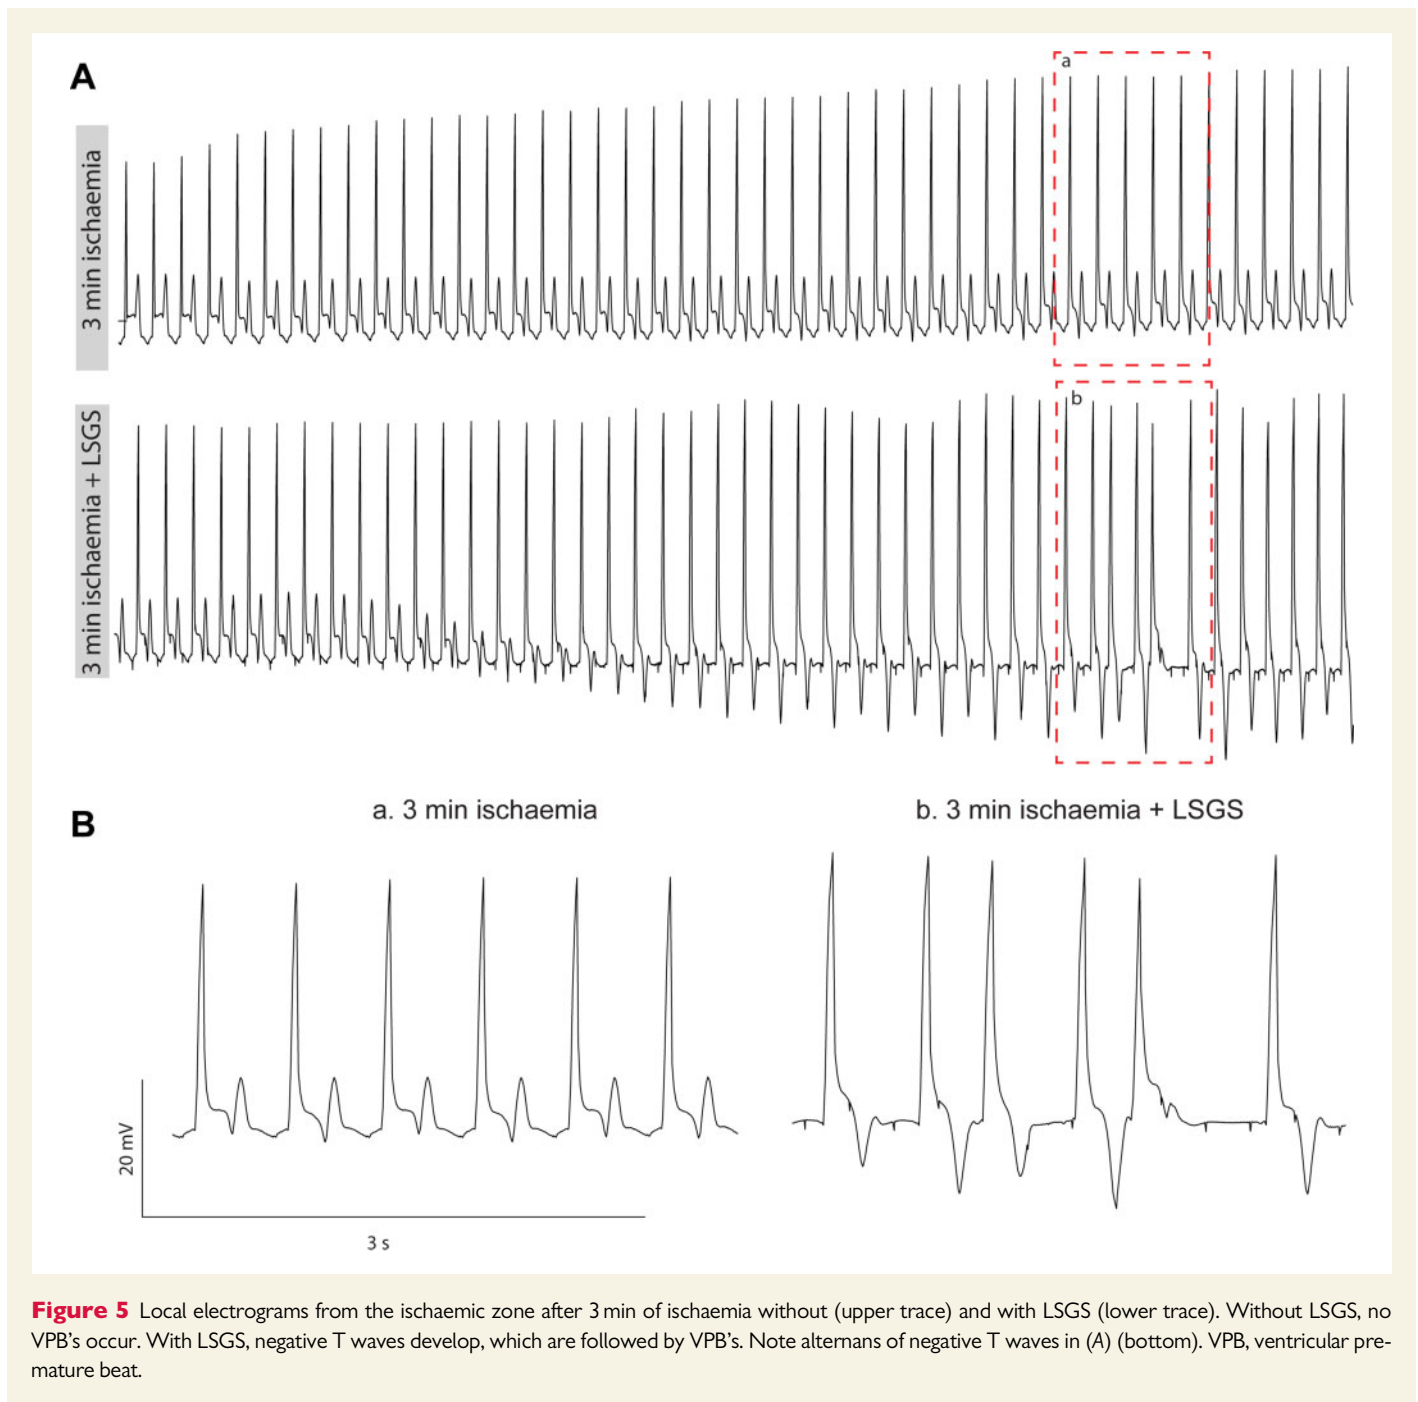 A
a
3 min ischaemia
b
3 min ischaemia + LSGS
B
a. 3 min ischaemia
b. 3 min ischaemia + LSGS
20 mV
3 s
Figure 5 Local electrograms from the ischaemic zone after 3 min of ischaemia without (upper trace) and with LSGS (lower trace). Without LSGS, no
VPB's occur. With LSGS, negative T waves develop, which are followed by VPB's. Note alternans of negative T waves in (A) (bottom). VPB, ventricular pre-
mature beat.